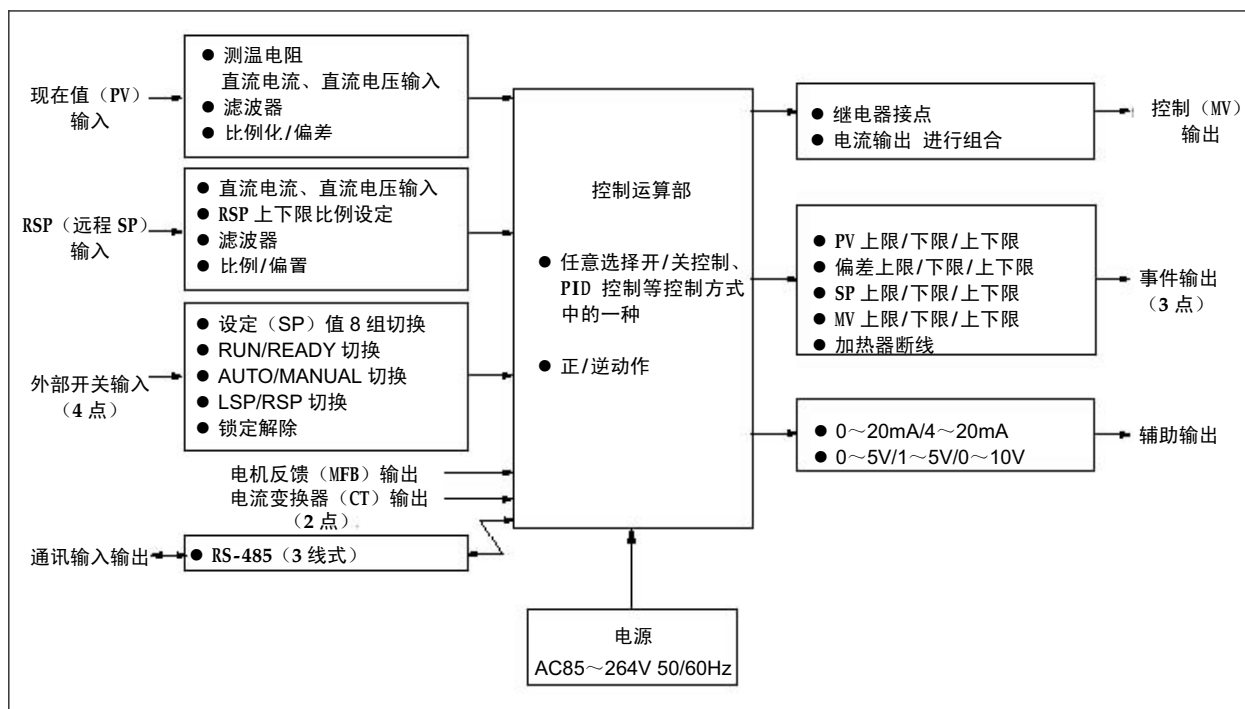 现在值（PV）
输入
● 测温电阻
直流电流、直流电压输入
● 滤波器
● 比例化/偏差
RSP（远程 SP）
输入
● 直流电流、直流电压输入
● RSP 上下限比例设定
● 滤波器
● 比例/偏置
外部开关输入
（4 点）
● 设定（SP）值 8 组切换
● RUN/READY 切换
● AUTO/MANUAL 切换
● LSP/RSP 切换
● 锁定解除
电机反馈（MFB）输出
电流变换器（CT）输出
（2 点）
通讯输入输出
● RS-485（3 线式）
控制运算部
● 任意选择开/关控制、
PID 控制等控制方式
中的一种
● 正/逆动作
电源
AC85～264V 50/60Hz
● 继电器接点
● 电流输出 进行组合
控制（MV）
输出
● PV 上限/下限/上下限
● 偏差上限/下限/上下限
● SP 上限/下限/上下限
● MV 上限/下限/上下限
● 加热器断线
事件输出
（3 点）
● 0～20mA/4～20mA
● 0～5V/1～5V/0～10V
辅助输出